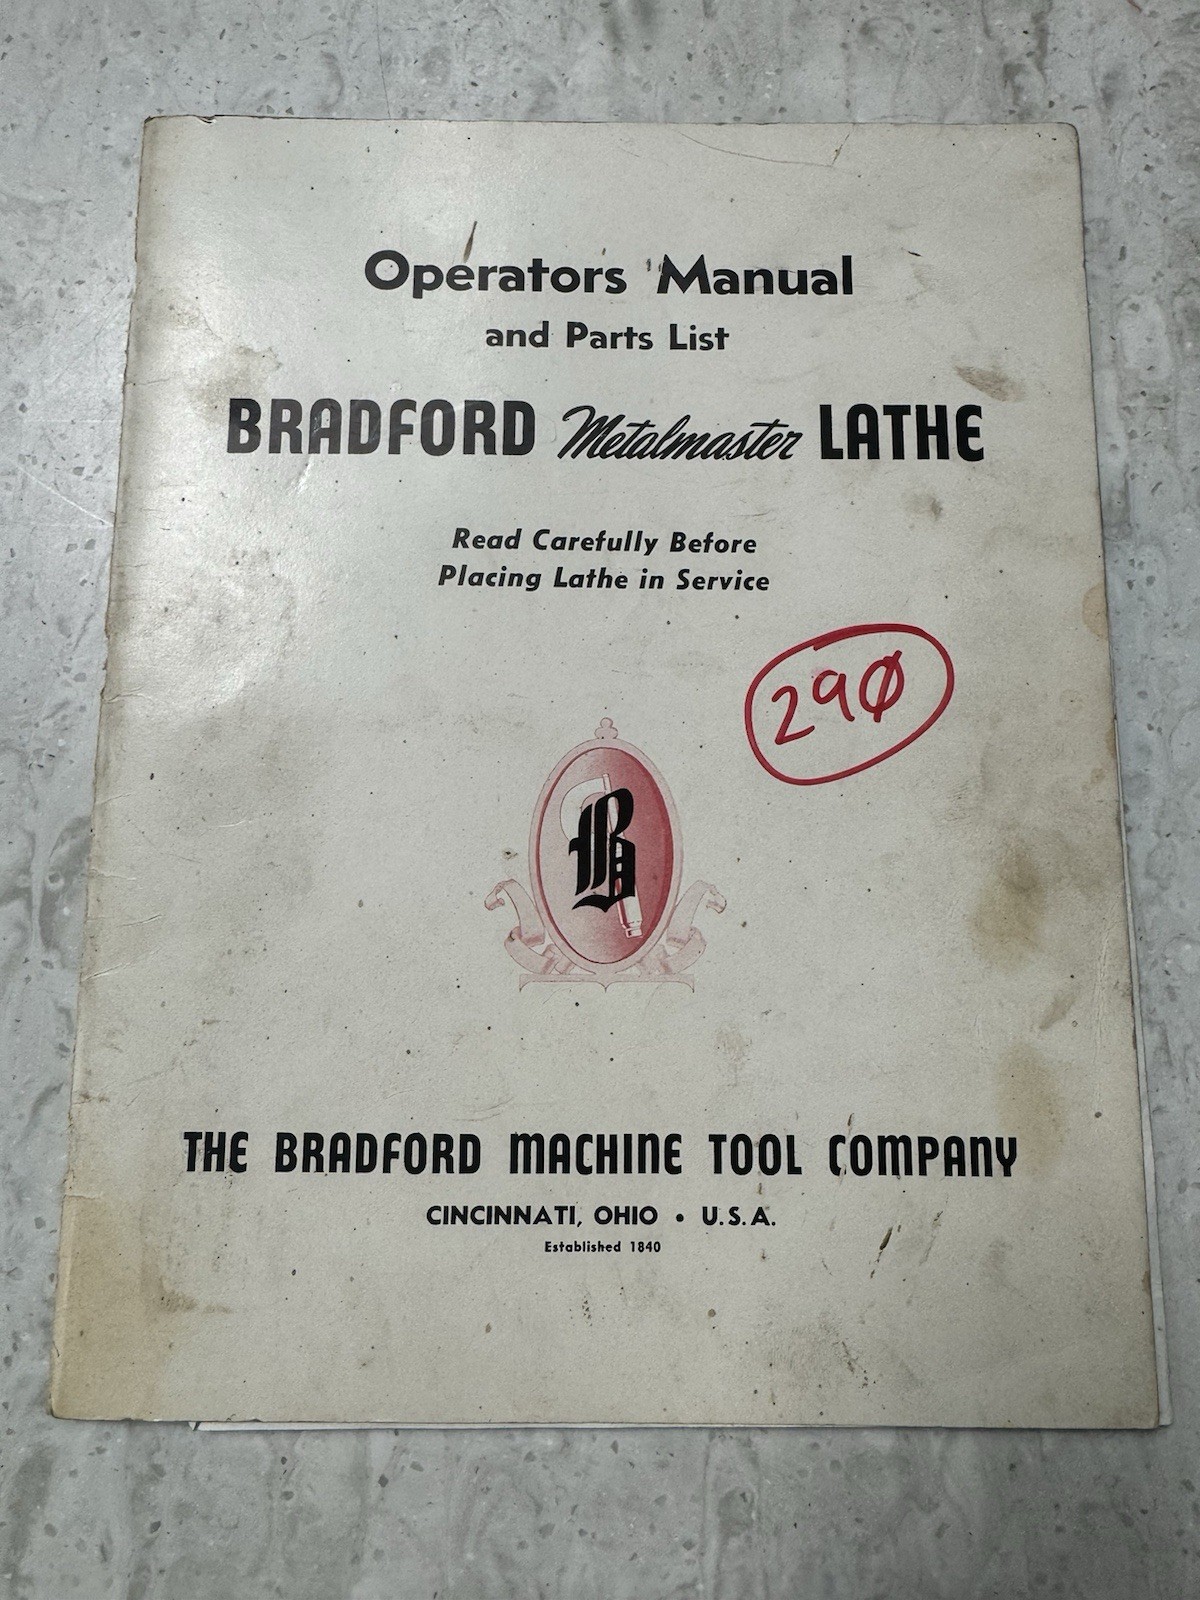 Operators Manual
and Parts List
BRADFORD Metalmaster LATHE
Read Carefully Before
Placing Lathe in Service
290
B
THE BRADFORD MACHINE TOOL COMPANY
CINCINNATI, OHIO • U.S.A.
Established 1840